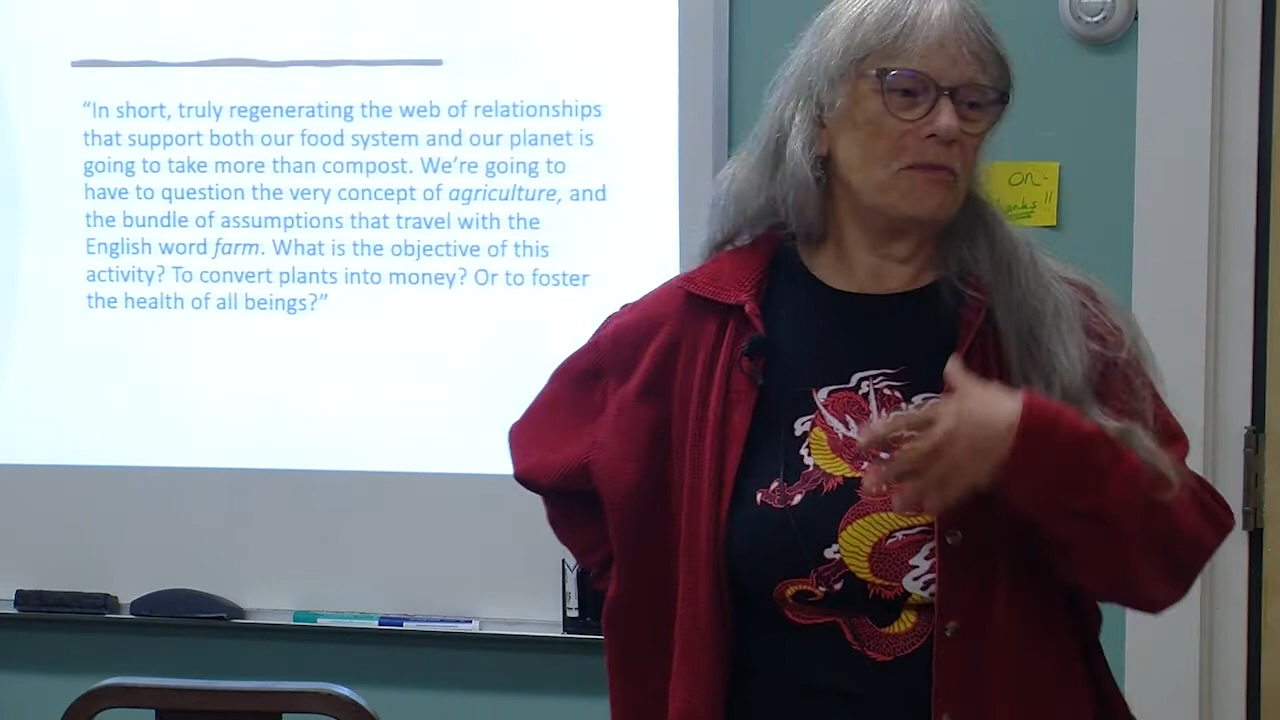 “In short, truly regenerating the web of relationships
that support both our food system and our planet is
going to take more than compost. We’re going to
have to question the very concept of agriculture, and
the bundle of assumptions that travel with the
English word farm. What is the objective of this
activity? To convert plants into money? Or to foster
the health of all beings?”
on-